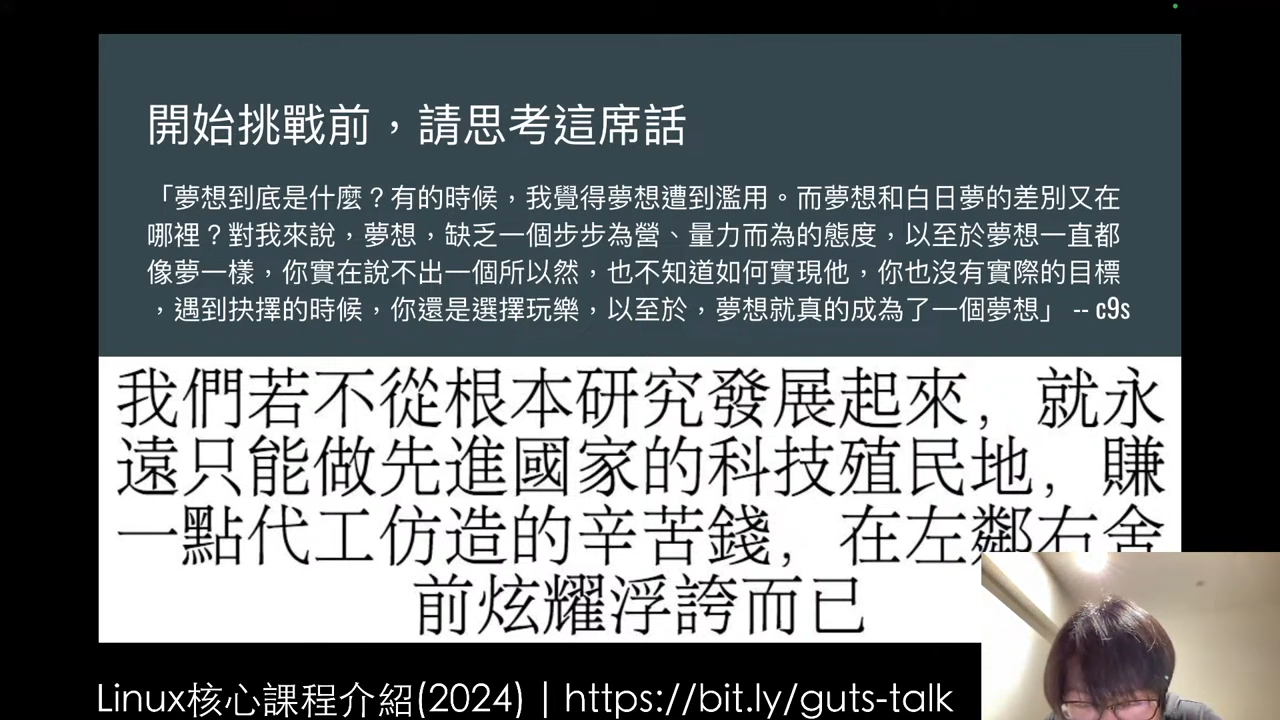 開始挑戰前，請思考這席話
「夢想到底是什麼？有的時候，我覺得夢想遭到濫用。而夢想和白日夢的差別又在
哪裡？對我來說，夢想，缺乏一個步步為營、量力而為的態度，以至於夢想一直都
像夢一樣，你實在說不出一個所以然，也不知道如何實現他，你也沒有實際的目標
，遇到抉擇的時候，你還是選擇玩樂，以至於，夢想就真的成為了一個夢想」 -- c9s
我們若不從根本研究發展起來，就永
遠只能做先進國家的科技殖民地，賺
一點代工仿造的辛苦錢，在左鄰右舍
前炫耀浮誇而已
Linux核心課程介紹(2024) | https://bit.ly/guts-talk